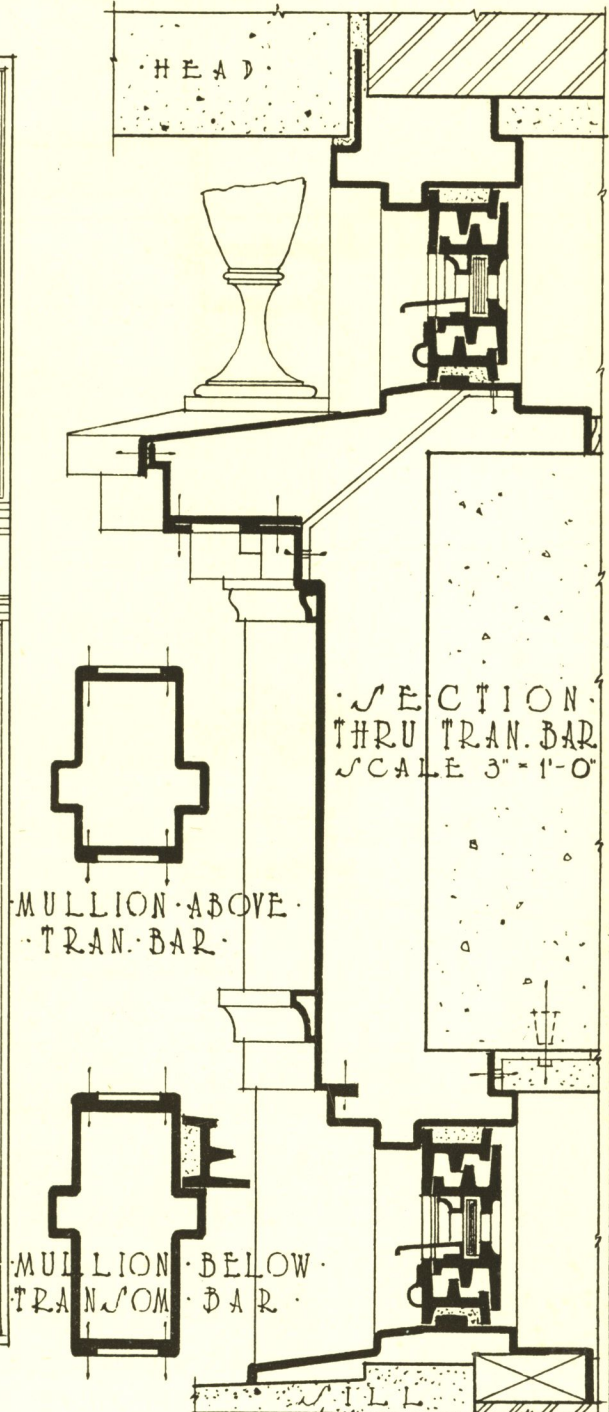 ·HEAD·
·SECTION·
THRU TRAN. BAR
SCALE 3" = 1'-0"
·MULLION·ABOVE·
·TRAN.·BAR·
·MULLION·BELOW·
TRANSOM·BAR·
·SILL·